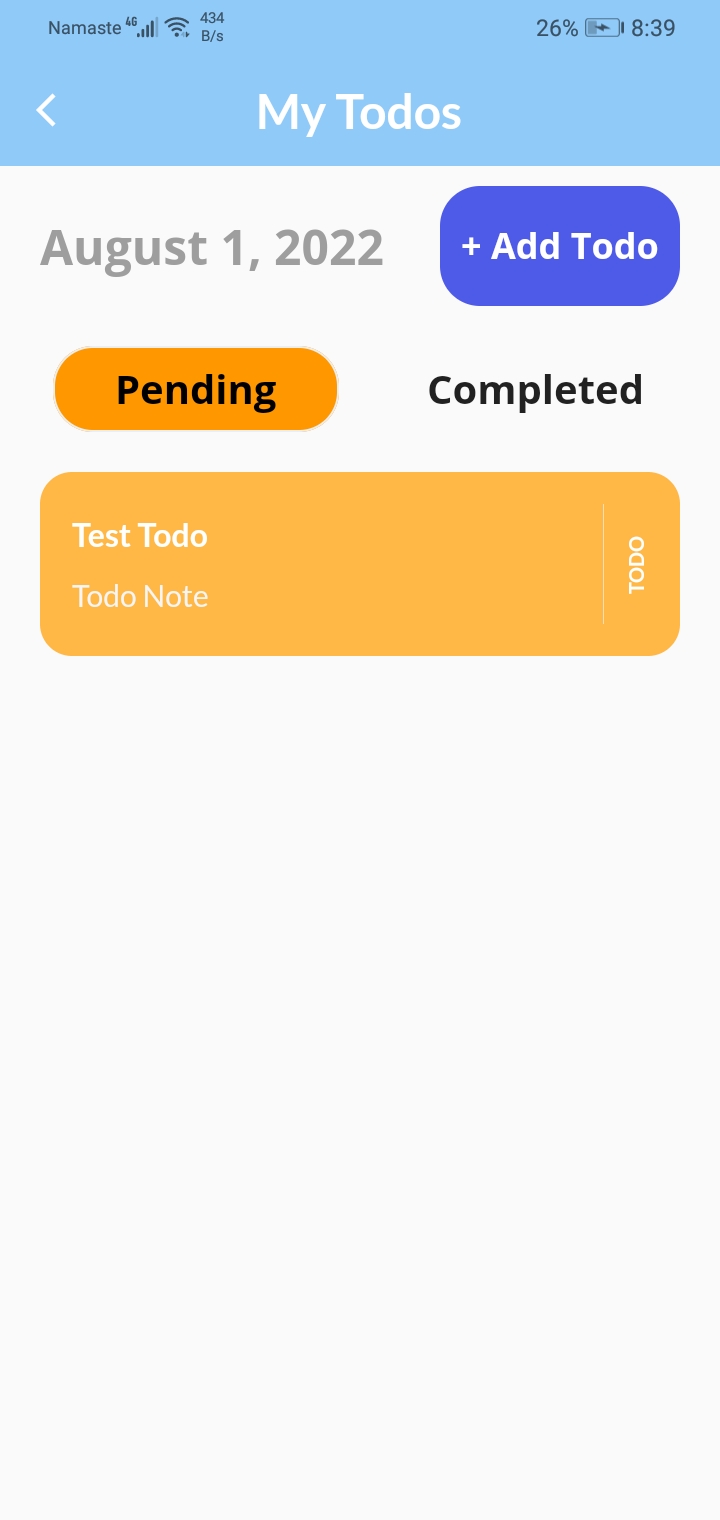 Namaste 4G 434 B/s 26% 8:39
My Todos
August 1, 2022 + Add Todo
Pending Completed
Test Todo
Todo Note
TODO